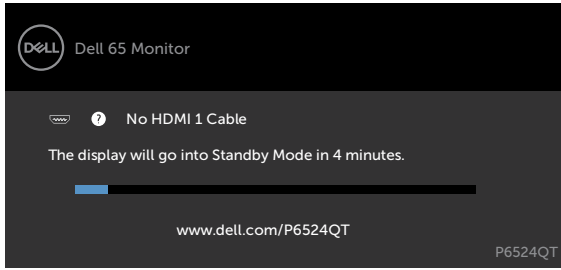 DELL Dell 65 Monitor
? No HDMI 1 Cable
The display will go into Standby Mode in 4 minutes.
www.dell.com/P6524QT
P6524QT